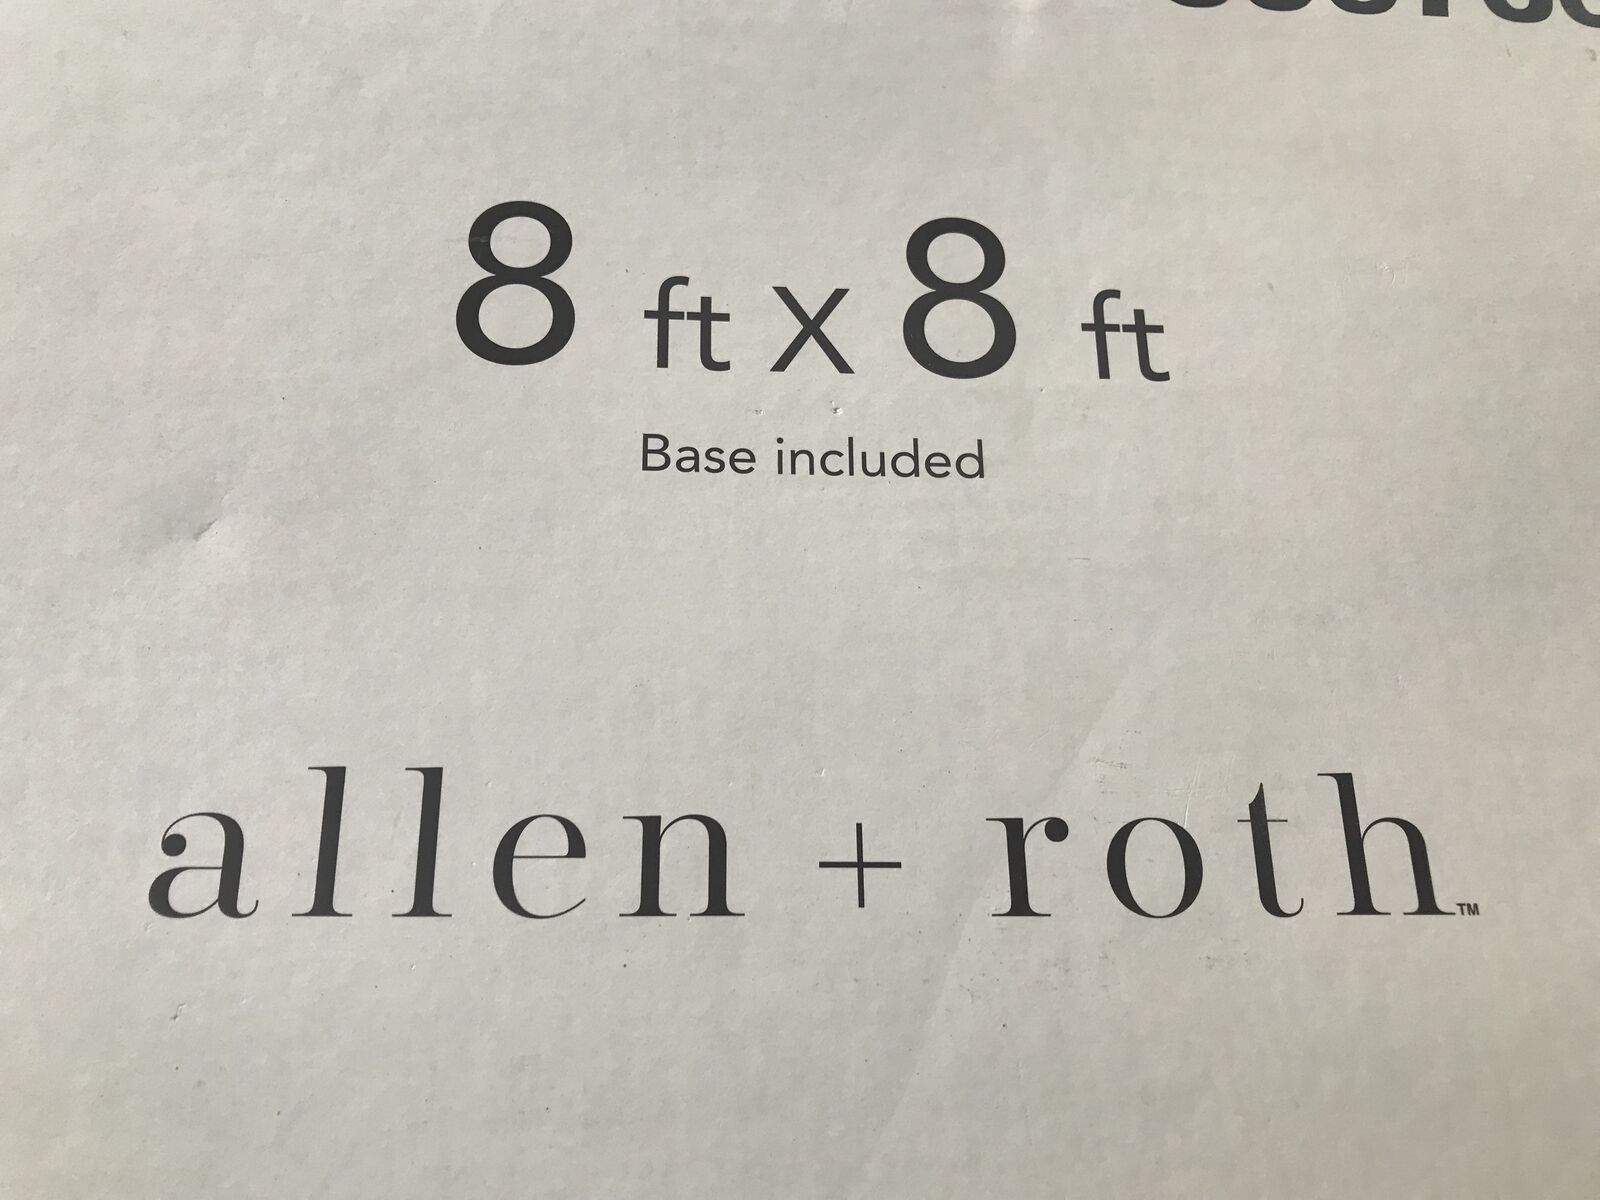 8 ft x 8 ft
Base included
allen + roth™